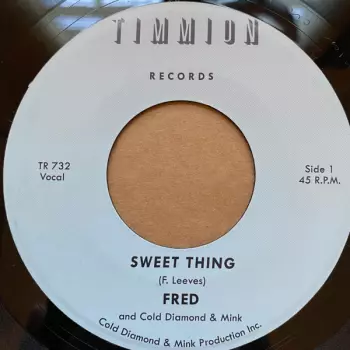 TIMMION
RECORDS
TR 732
Vocal
Side 1
45 R.P.M.
SWEET THING
(F. Leeves)
FRED
and Cold Diamond & Mink
Cold Diamond & Mink Production Inc.